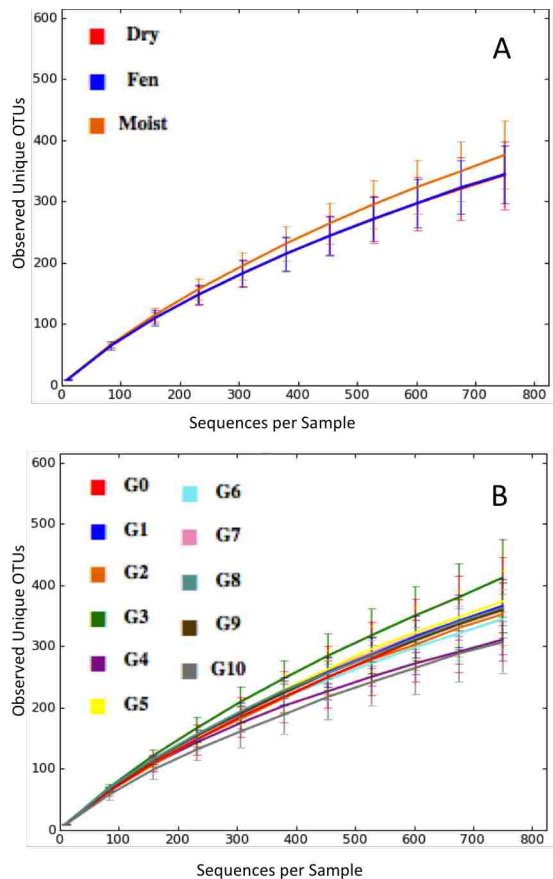 600
500
400
300
200
100
0
Observed Unique OTUs
Dry
Fen
Moist
A
0 100 200 300 400 500 600 700 800
Sequences per Sample
600
500
400
300
200
100
0
Observed Unique OTUs
G0 G6
G1 G7
G2 G8
G3 G9
G4 G10
G5
B
0 100 200 300 400 500 600 700 800
Sequences per Sample